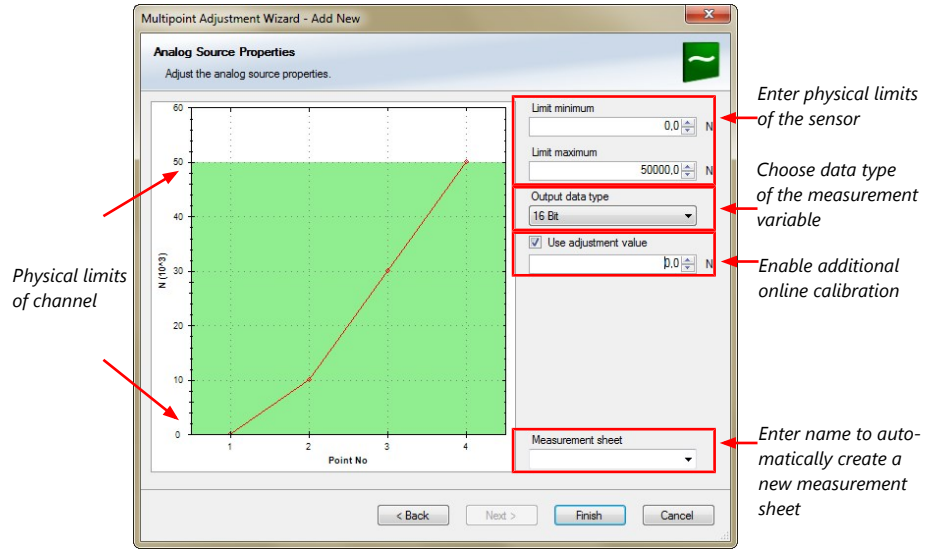 Multipoint Adjustment Wizard - Add New
x
Analog Source Properties
Adjust the analog source properties.
60
50
40
30
20
10
0
N (10^3)
1 2 3 4
Point No
Limit minimum
0,0 N
Limit maximum
50000,0 N
Output data type
16 Bit
Use adjustment value
0,0 N
Measurement sheet
< Back Next > Finish Cancel
Physical limits
of channel
Enter physical limits
of the sensor
Choose data type
of the measurement
variable
Enable additional
online calibration
Enter name to auto-
matically create a
new measurement
sheet